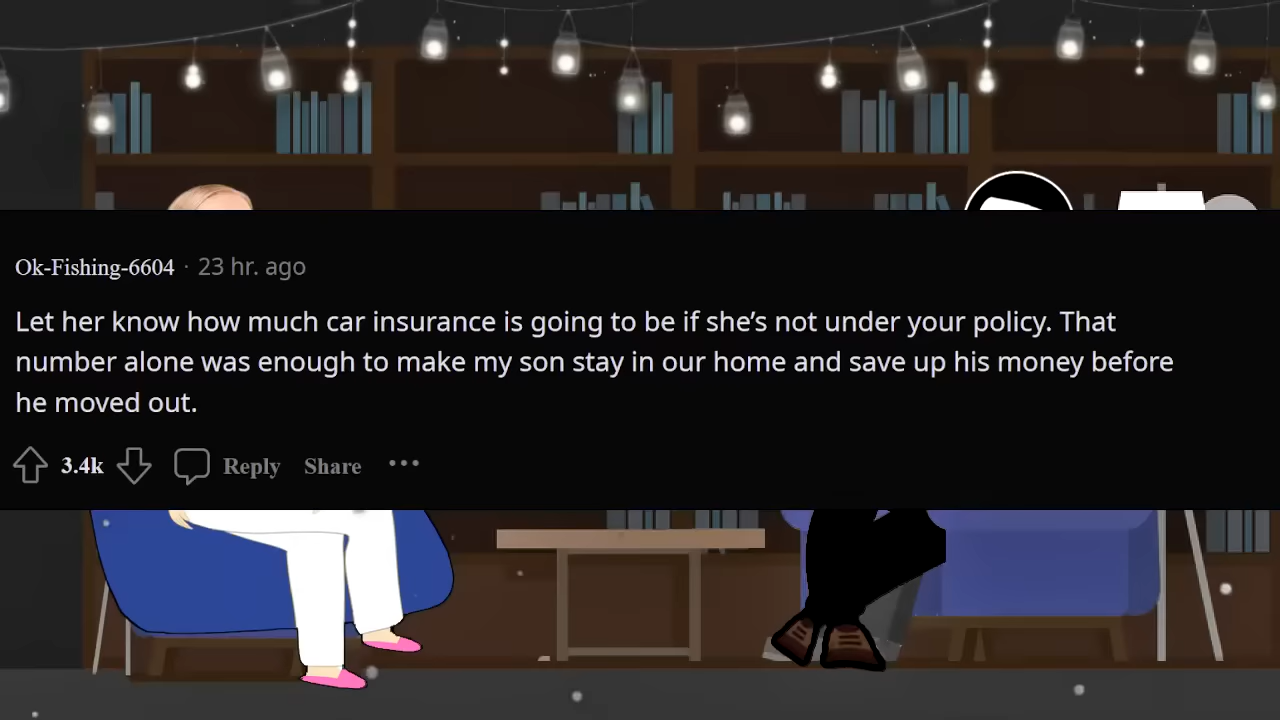 Ok-Fishing-6604 · 23 hr. ago
Let her know how much car insurance is going to be if she’s not under your policy. That
number alone was enough to make my son stay in our home and save up his money before
he moved out.
3.4k Reply Share •••